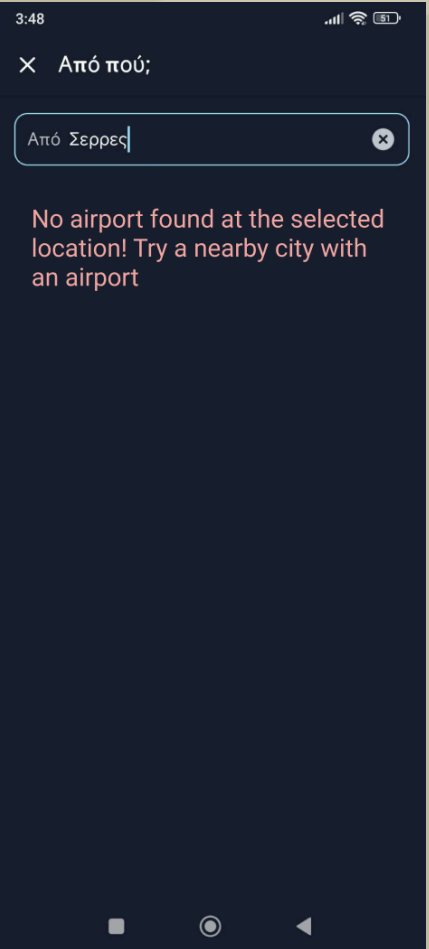 3:48
51
Από πού;
Από Σερρες
No airport found at the selected
location! Try a nearby city with
an airport